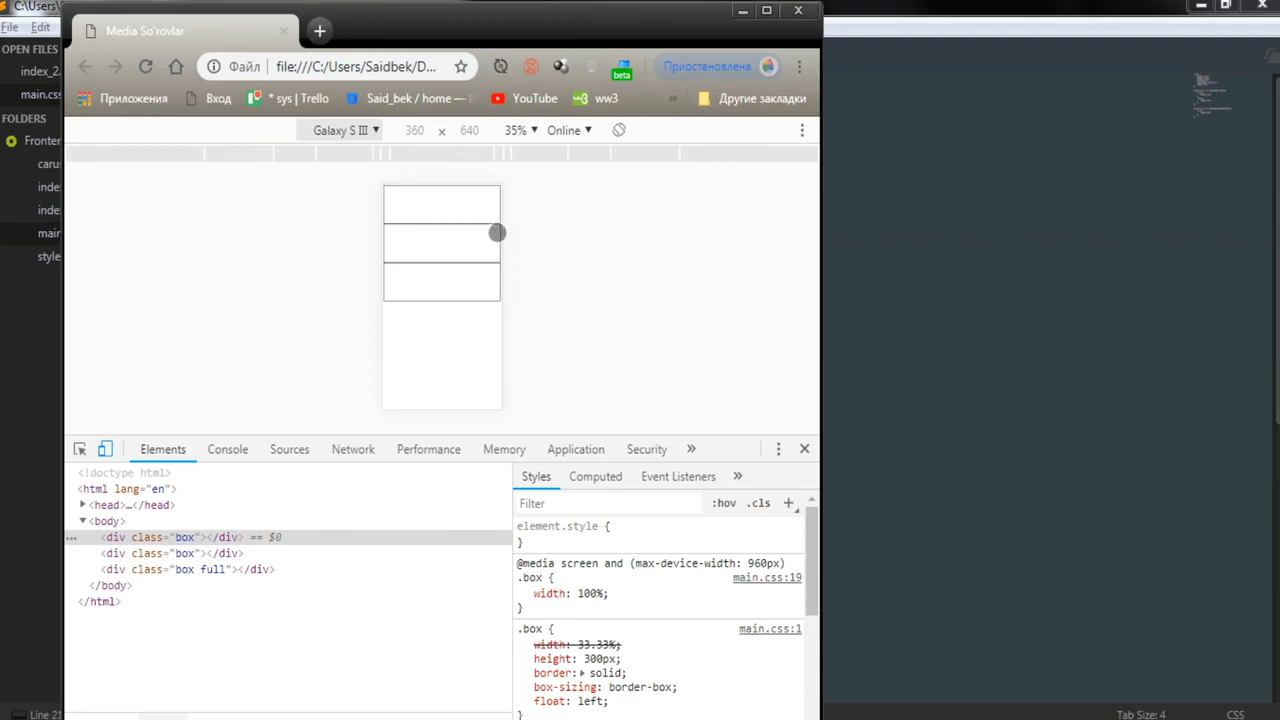 C:\Users\
File Edit
OPEN FILES
index_2.
main.css
FOLDERS
Fronter
carus
index
index
main
style
Media So'rovlar
Файл file:///C:/Users/Saidbek/D...
beta
Приостановлена
Приложения Вход * sys | Trello Said_bek / home — YouTube ww3 » Другие закладки
Galaxy S III ▼ 360 x 640 35% ▼ Online ▼
Elements Console Sources Network Performance Memory Application Security »
<!doctype html>
<html lang="en">
<head>…</head>
<body>
<div class="box"></div> == $0
<div class="box"></div>
<div class="box full"></div>
</body>
</html>
Styles Computed Event Listeners »
Filter :hov .cls +
element.style {
}
@media screen and (max-device-width: 960px)
.box { main.css:19
width: 100%;
}
.box { main.css:1
width: 33.33%;
height: 300px;
border: solid;
box-sizing: border-box;
float: left;
}
Line 21
Tab Size: 4 CSS